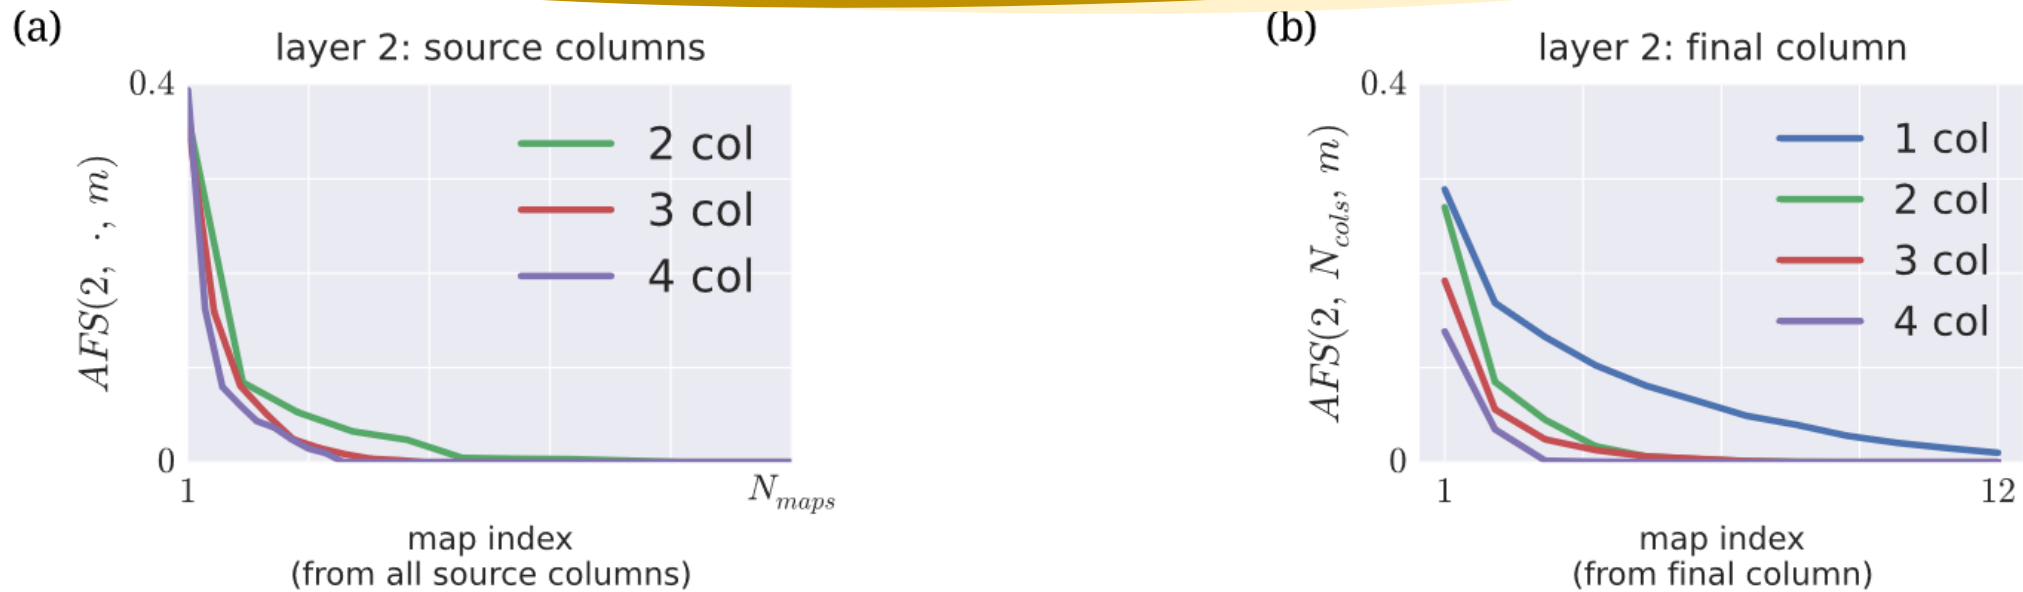 (a)
layer 2: source columns
0.4
AFS(2, ·, m)
2 col
3 col
4 col
0
1
N_maps
map index
(from all source columns)
(b)
layer 2: final column
0.4
AFS(2, N_cols, m)
1 col
2 col
3 col
4 col
0
1
12
map index
(from final column)